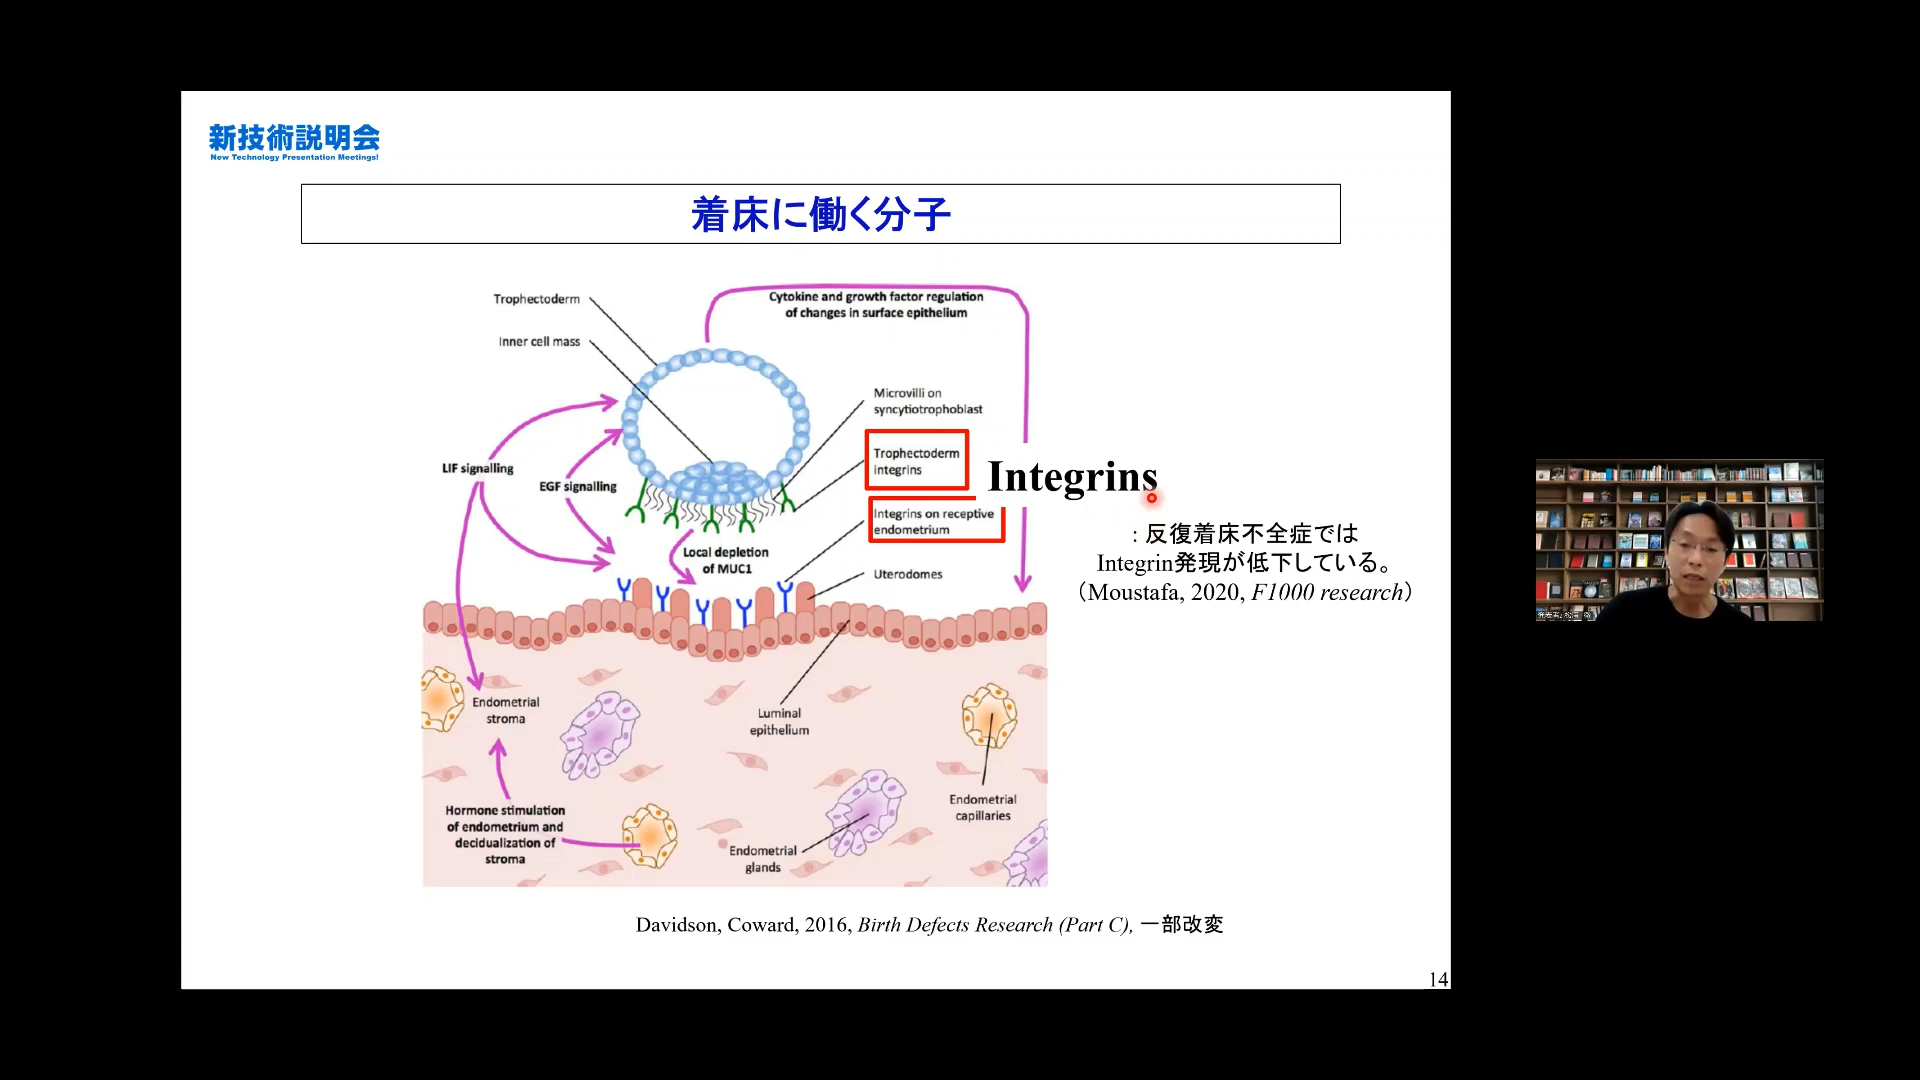 新技術説明会
New Technology Presentation Meetings!
着床に働く分子
Trophectoderm
Inner cell mass
Cytokine and growth factor regulation
of changes in surface epithelium
Microvilli on
syncytiotrophoblast
Trophectoderm
integrins
Integrins
LIF signalling
EGF signalling
Integrins on receptive
endometrium
: 反復着床不全症では
Integrin発現が低下している。
（Moustafa, 2020, F1000 research）
Local depletion
of MUC1
Uterodomes
Endometrial
stroma
Luminal
epithelium
Endometrial
capillaries
Hormone stimulation
of endometrium and
decidualization of
stroma
Endometrial
glands
Davidson, Coward, 2016, Birth Defects Research (Part C), 一部改変
14